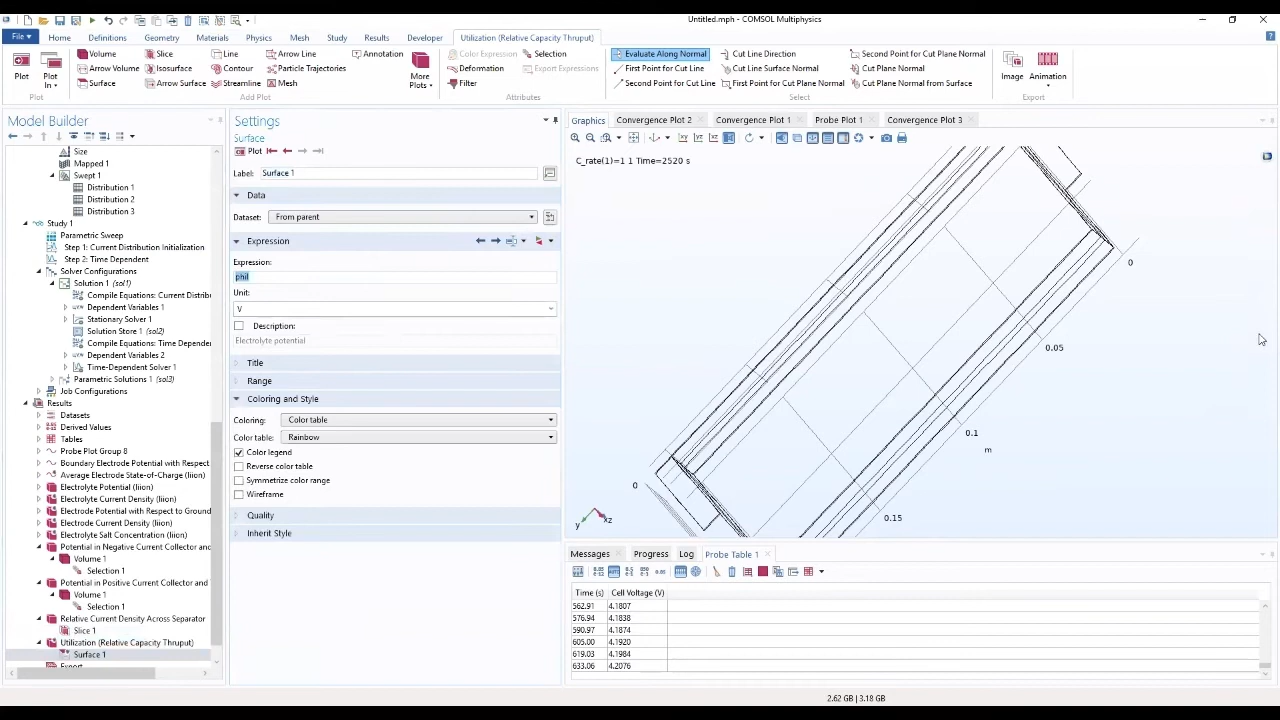 Untitled.mph - COMSOL Multiphysics
File Home Definitions Geometry Materials Physics Mesh Study Results Developer Utilization (Relative Capacity Thruput)
Volume Slice Line Arrow Line Annotation Color Expression Selection Evaluate Along Normal Cut Line Direction Second Point for Cut Plane Normal
Arrow Volume Isosurface Contour Particle Trajectories Deformation Export Expressions First Point for Cut Line Cut Line Surface Normal Cut Plane Normal
Plot Plot In Surface Arrow Surface Streamline Mesh More Plots Filter Second Point for Cut Line First Point for Cut Plane Normal Cut Plane Normal from Surface Image Animation
Plot Add Plot Attributes Select Export
Model Builder
Size
Mapped 1
Swept 1
Distribution 1
Distribution 2
Distribution 3
Study 1
Parametric Sweep
Step 1: Current Distribution Initialization
Step 2: Time Dependent
Solver Configurations
Solution 1 (sol1)
Compile Equations: Current Distrib
Dependent Variables 1
Stationary Solver 1
Solution Store 1 (sol2)
Compile Equations: Time Depender
Dependent Variables 2
Time-Dependent Solver 1
Parametric Solutions 1 (sol3)
Job Configurations
Results
Datasets
Derived Values
Tables
Probe Plot Group 8
Boundary Electrode Potential with Respect
Average Electrode State-of-Charge (liion)
Electrolyte Potential (liion)
Electrolyte Current Density (liion)
Electrode Potential with Respect to Ground
Electrode Current Density (liion)
Electrolyte Salt Concentration (liion)
Potential in Negative Current Collector and
Volume 1
Selection 1
Potential in Positive Current Collector and
Volume 1
Selection 1
Relative Current Density Across Separator
Slice 1
Utilization (Relative Capacity Thruput)
Surface 1
Export
Settings
Surface
Plot
Label: Surface 1
Data
Dataset: From parent
Expression
Expression:
phil
Unit:
V
Description:
Electrolyte potential
Title
Range
Coloring and Style
Coloring: Color table
Color table: Rainbow
Color legend
Reverse color table
Symmetrize color range
Wireframe
Quality
Inherit Style
Graphics Convergence Plot 2 Convergence Plot 1 Probe Plot 1 Convergence Plot 3
C_rate(1)=1 1 Time=2520 s
0
0.05
0.1
m
0
0.15
y xz
Messages Progress Log Probe Table 1
Time (s) Cell Voltage (V)
562.91 4.1807
576.94 4.1838
590.97 4.1874
605.00 4.1920
619.03 4.1984
633.06 4.2076
2.62 GB | 3.18 GB